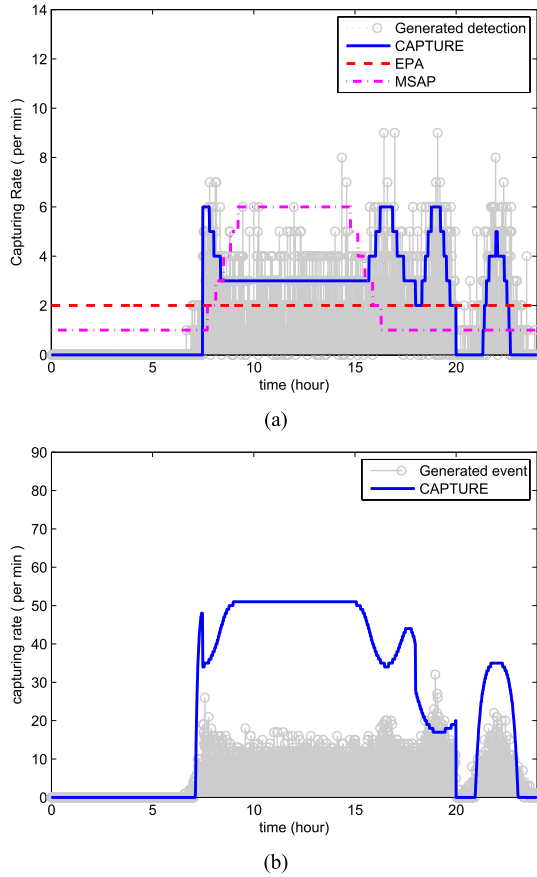 14
12
10
8
6
4
2
0
Capturing Rate ( per min )
Generated detection
CAPTURE
EPA
MSAP
0 5 10 15 20
time (hour)
(a)
90
80
70
60
50
40
30
20
10
0
capturing rate ( per min )
Generated event
CAPTURE
0 5 10 15 20
time (hour)
(b)